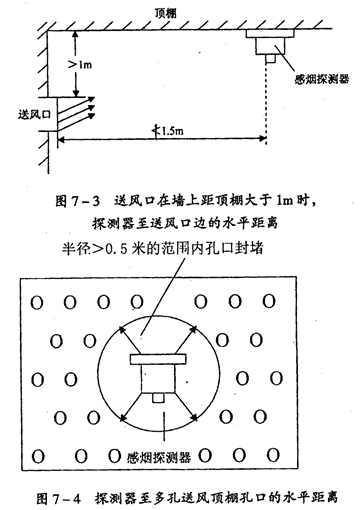 顶棚
>1m
感烟探测器
送风口
≮1.5m
图7-3 送风口在墙上距顶棚大于1m时，
探测器至送风口边的水平距离
半径>0.5米的范围内孔口封堵
O O O O O O O
O O O O
O O O O
O O O O
O O O O O O
感烟探测器
图7-4 探测器至多孔送风顶棚孔口的水平距离